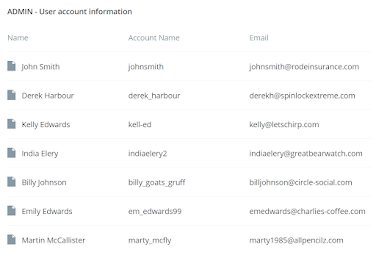 ADMIN - User account information
Name Account Name Email
John Smith johnsmith johnsmith@rodeinsurance.com
Derek Harbour derek_harbour derekh@spinlockextreme.com
Kelly Edwards kell-ed kelly@letschirp.com
India Elery indiaelery2 indiaelery@greatbearwatch.com
Billy Johnson billy_goats_gruff billjohnson@circle-social.com
Emily Edwards em_edwards99 emedwards@charlies-coffee.com
Martin McCallister marty_mcfly marty1985@allpencilz.com